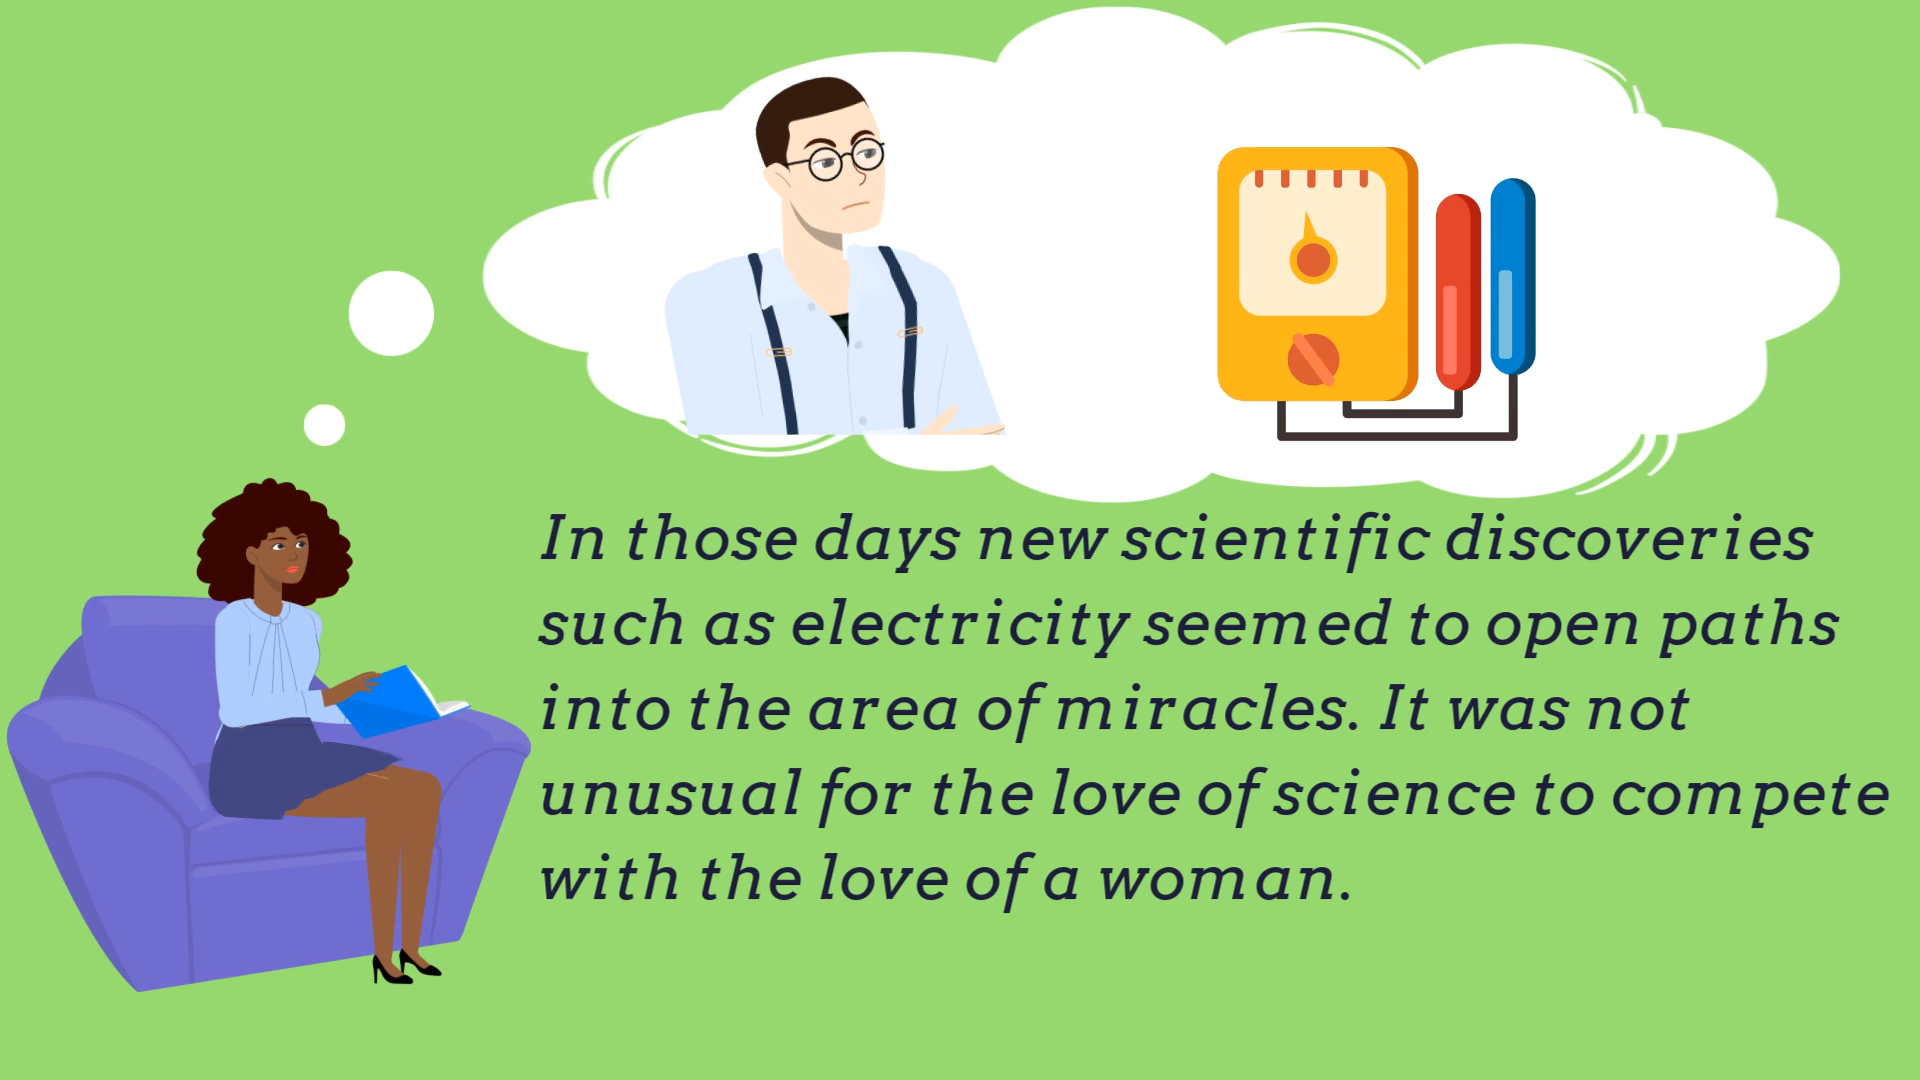 In those days new scientific discoveries
such as electricity seemed to open paths
into the area of miracles. It was not
unusual for the love of science to compete
with the love of a woman.